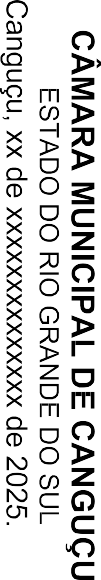 CÂMARA MUNICIPAL DE CANGUÇU
ESTADO DO RIO GRANDE DO SUL
Canguçu, xx de xxxxxxxxxxxxxx de 2025.